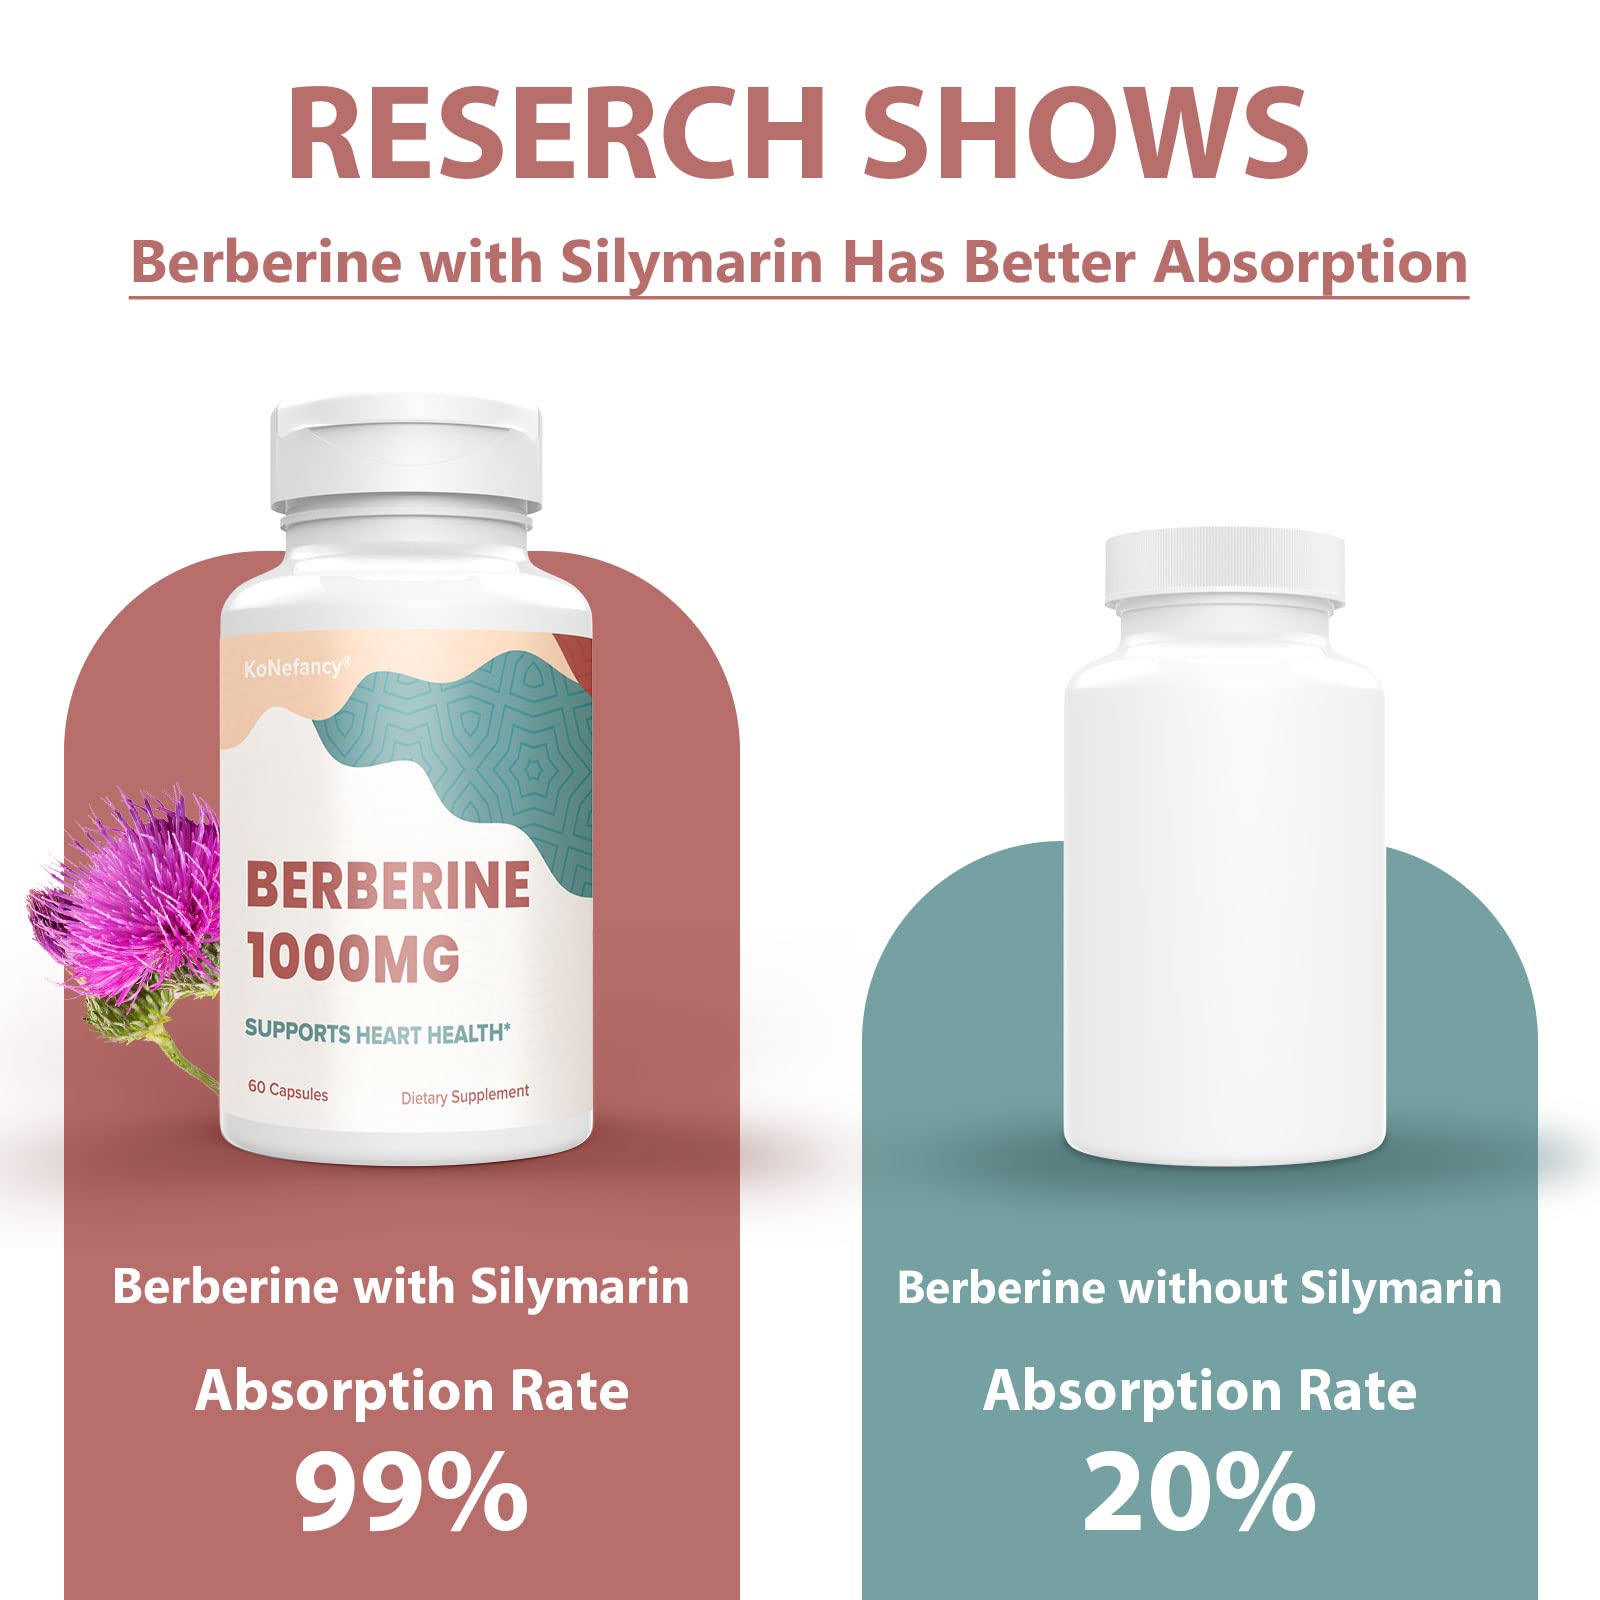 RESERCH SHOWS
Berberine with Silymarin Has Better Absorption
KoNefancy®
BERBERINE
1000MG
SUPPORTS HEART HEALTH*
60 Capsules
Dietary Supplement
Berberine with Silymarin
Absorption Rate
99%
Berberine without Silymarin
Absorption Rate
20%